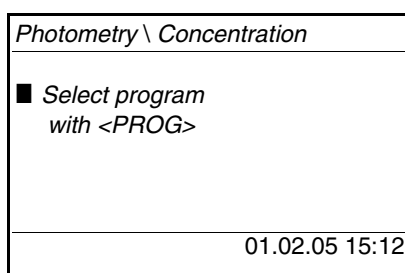 Photometry \ Concentration
Select program
with <PROG>
01.02.05 15:12